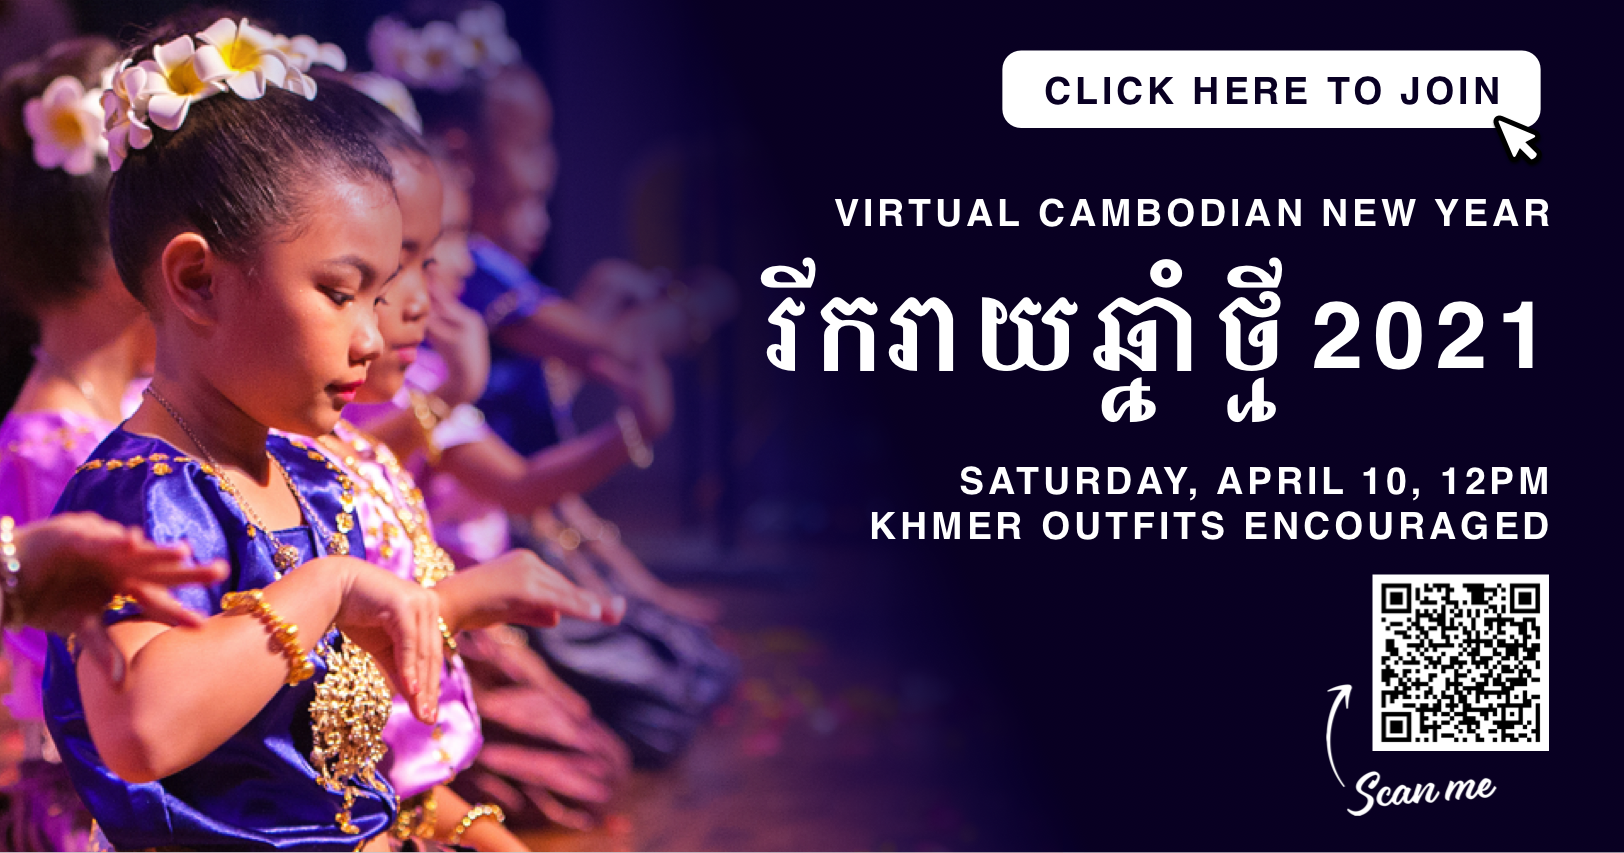 CLICK HERE TO JOIN
VIRTUAL CAMBODIAN NEW YEAR
រីករាយឆ្នាំថ្មី 2021
SATURDAY, APRIL 10, 12PM
KHMER OUTFITS ENCOURAGED
Scan me